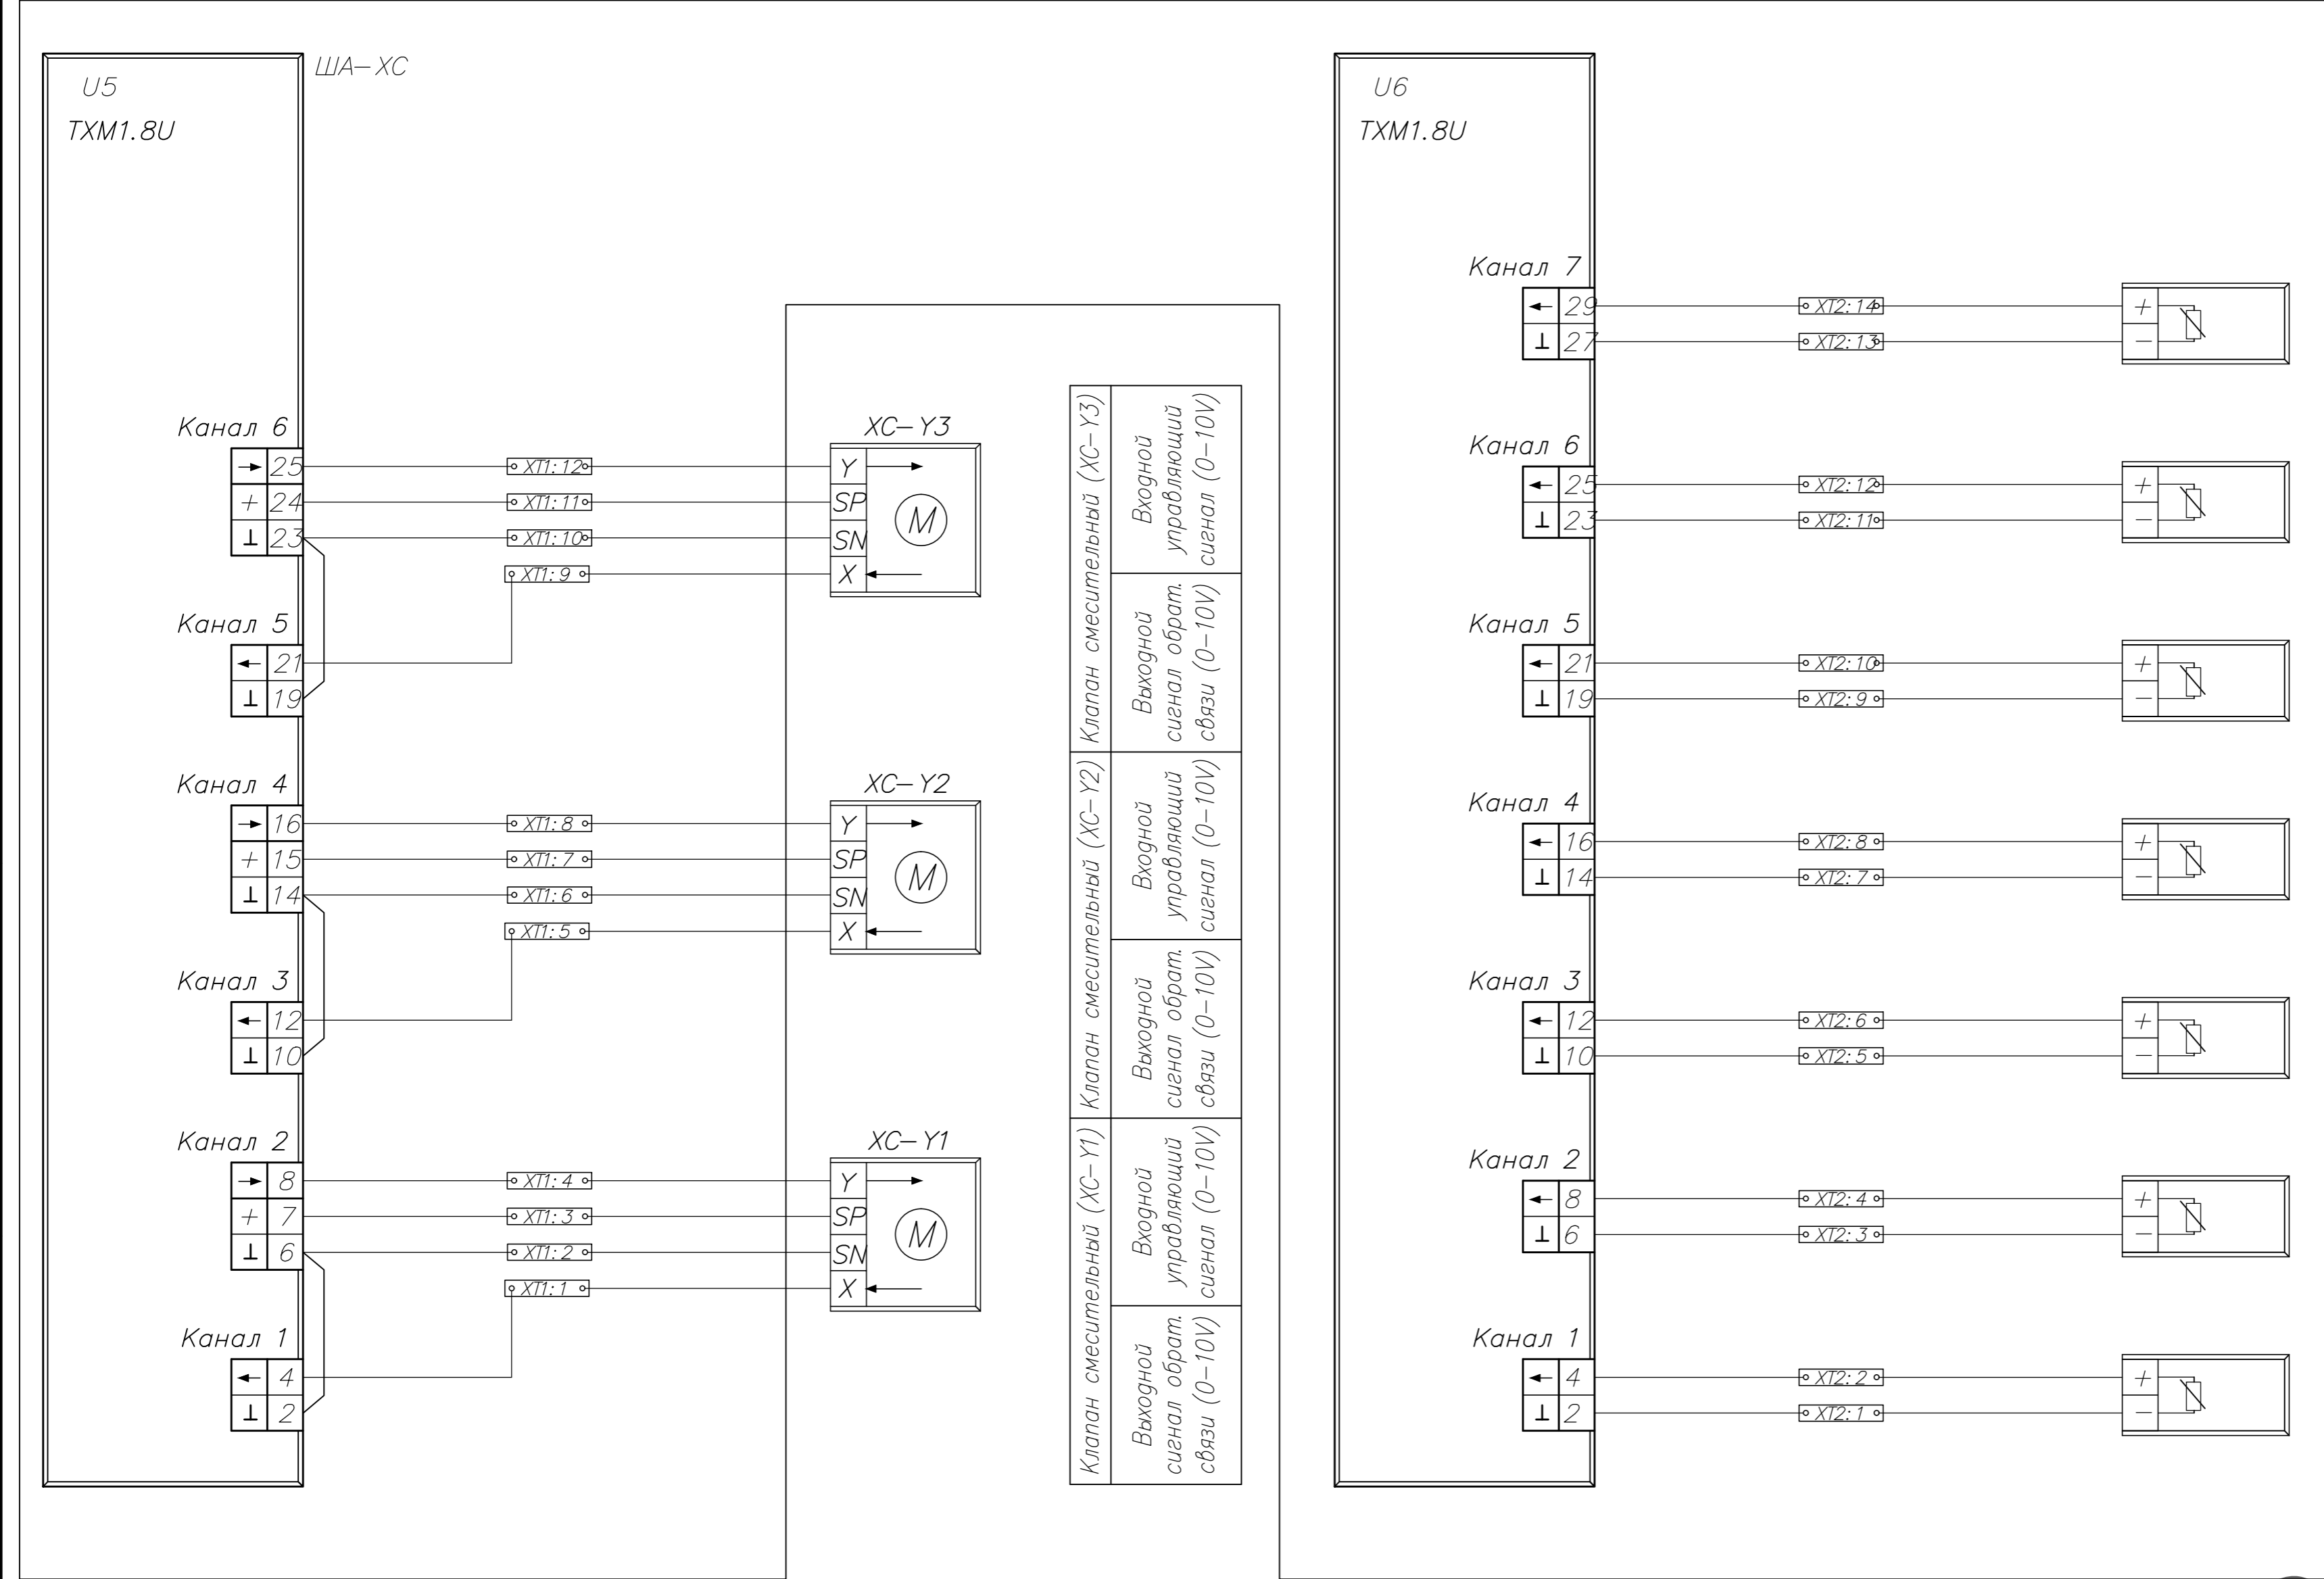 ША-ХС
U5
TXM1.8U
Канал 6
25
+ 24
⊥ 23
Канал 5
21
⊥ 19
Канал 4
16
+ 15
⊥ 14
Канал 3
12
⊥ 10
Канал 2
8
+ 7
⊥ 6
Канал 1
4
⊥ 2
XT1:12
XT1:11
XT1:10
XT1:9
XT1:8
XT1:7
XT1:6
XT1:5
XT1:4
XT1:3
XT1:2
XT1:1
ХС-Y3
Y
SP
SN
X
M
ХС-Y2
Y
SP
SN
X
M
ХС-Y1
Y
SP
SN
X
M
Клапан смесительный (ХС-Y3)
Входной
управляющий
сигнал (0-10V)
Выходной
сигнал обрат.
связи (0-10V)
Клапан смесительный (ХС-Y2)
Входной
управляющий
сигнал (0-10V)
Выходной
сигнал обрат.
связи (0-10V)
Клапан смесительный (ХС-Y1)
Входной
управляющий
сигнал (0-10V)
Выходной
сигнал обрат.
связи (0-10V)
U6
TXM1.8U
Канал 7
29
⊥ 27
Канал 6
25
⊥ 23
Канал 5
21
⊥ 19
Канал 4
16
⊥ 14
Канал 3
12
⊥ 10
Канал 2
8
⊥ 6
Канал 1
4
⊥ 2
XT2:14
XT2:13
XT2:12
XT2:11
XT2:10
XT2:9
XT2:8
XT2:7
XT2:6
XT2:5
XT2:4
XT2:3
XT2:2
XT2:1
+
−
+
−
+
−
+
−
+
−
+
−
+
−